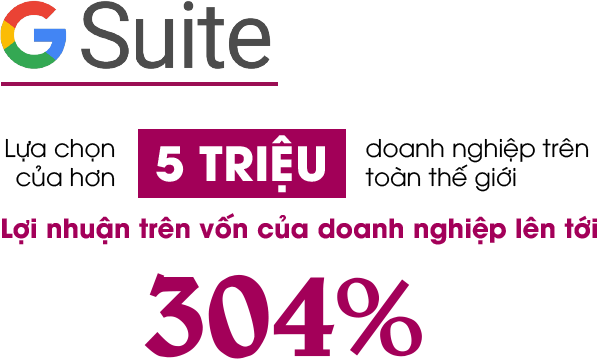 G Suite
Lựa chọn của hơn 5 TRIỆU doanh nghiệp trên toàn thế giới
Lợi nhuận trên vốn của doanh nghiệp lên tới
304%